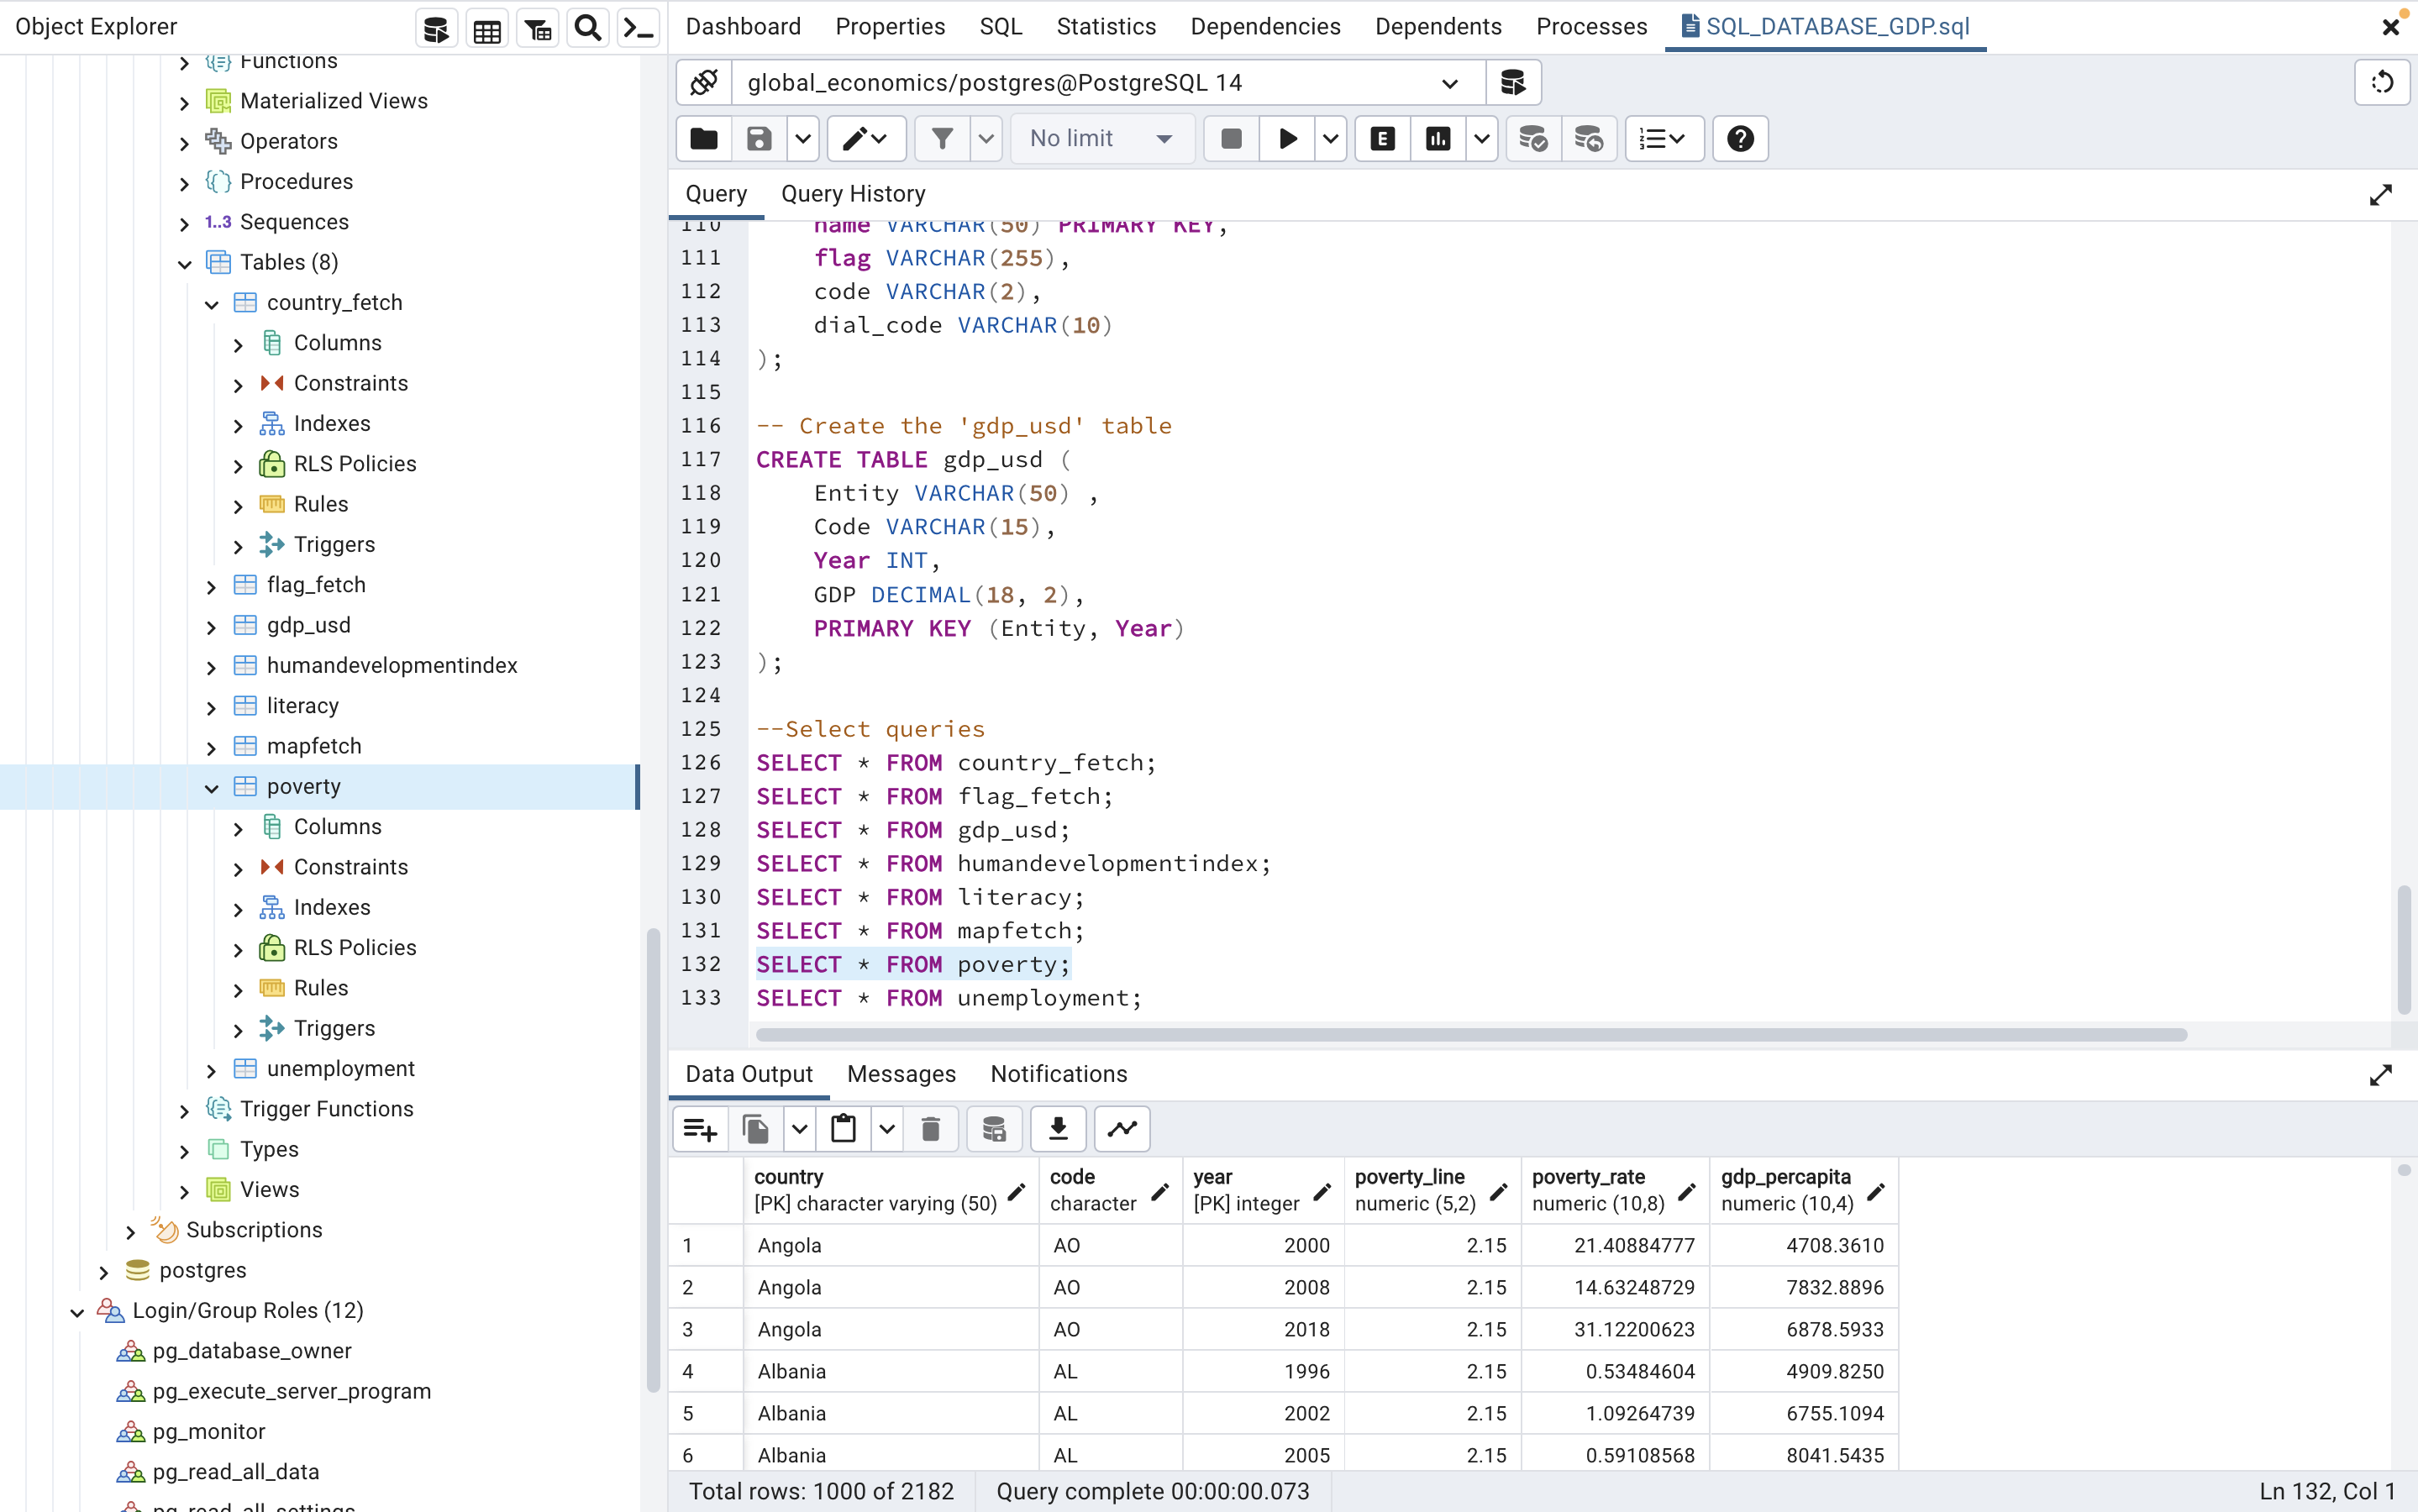 Object Explorer
Functions
Materialized Views
Operators
Procedures
1..3 Sequences
Tables (8)
country_fetch
Columns
Constraints
Indexes
RLS Policies
Rules
Triggers
flag_fetch
gdp_usd
humandevelopmentindex
literacy
mapfetch
poverty
Columns
Constraints
Indexes
RLS Policies
Rules
Triggers
unemployment
Trigger Functions
Types
Views
Subscriptions
postgres
Login/Group Roles (12)
pg_database_owner
pg_execute_server_program
pg_monitor
pg_read_all_data
pg_read_all_settings
Dashboard Properties SQL Statistics Dependencies Dependents Processes SQL_DATABASE_GDP.sql
global_economics/postgres@PostgreSQL 14
No limit E
Query Query History
110 name VARCHAR(50) PRIMARY KEY,
111 flag VARCHAR(255),
112 code VARCHAR(2),
113 dial_code VARCHAR(10)
114 );
115
116 -- Create the 'gdp_usd' table
117 CREATE TABLE gdp_usd (
118 Entity VARCHAR(50) ,
119 Code VARCHAR(15),
120 Year INT,
121 GDP DECIMAL(18, 2),
122 PRIMARY KEY (Entity, Year)
123 );
124
125 --Select queries
126 SELECT * FROM country_fetch;
127 SELECT * FROM flag_fetch;
128 SELECT * FROM gdp_usd;
129 SELECT * FROM humandevelopmentindex;
130 SELECT * FROM literacy;
131 SELECT * FROM mapfetch;
132 SELECT * FROM poverty;
133 SELECT * FROM unemployment;
Data Output Messages Notifications
country code year poverty_line poverty_rate gdp_percapita
[PK] character varying (50) character [PK] integer numeric (5,2) numeric (10,8) numeric (10,4)
1 Angola AO 2000 2.15 21.40884777 4708.3610
2 Angola AO 2008 2.15 14.63248729 7832.8896
3 Angola AO 2018 2.15 31.12200623 6878.5933
4 Albania AL 1996 2.15 0.53484604 4909.8250
5 Albania AL 2002 2.15 1.09264739 6755.1094
6 Albania AL 2005 2.15 0.59108568 8041.5435
Total rows: 1000 of 2182 Query complete 00:00:00.073 Ln 132, Col 1